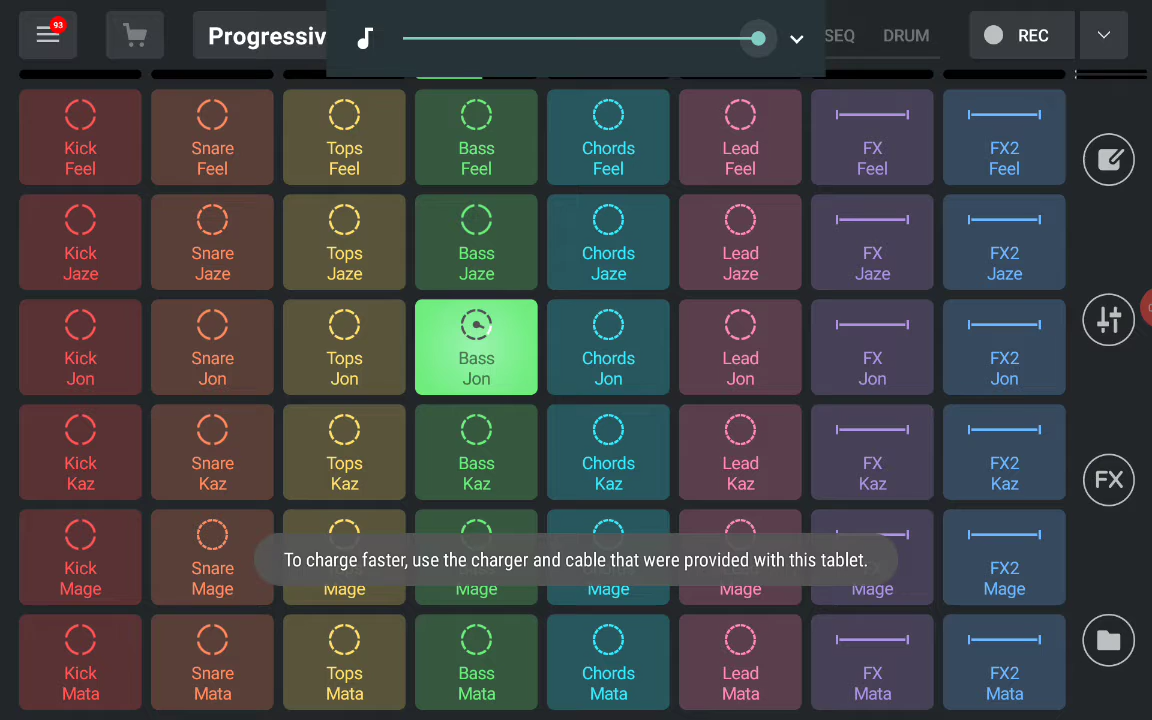 93
Progressiv
SEQ
DRUM
REC
Kick
Feel
Snare
Feel
Tops
Feel
Bass
Feel
Chords
Feel
Lead
Feel
FX
Feel
FX2
Feel
Kick
Jaze
Snare
Jaze
Tops
Jaze
Bass
Jaze
Chords
Jaze
Lead
Jaze
FX
Jaze
FX2
Jaze
Kick
Jon
Snare
Jon
Tops
Jon
Bass
Jon
Chords
Jon
Lead
Jon
FX
Jon
FX2
Jon
Kick
Kaz
Snare
Kaz
Tops
Kaz
Bass
Kaz
Chords
Kaz
Lead
Kaz
FX
Kaz
FX2
Kaz
FX
To charge faster, use the charger and cable that were provided with this tablet.
Kick
Mage
Snare
Mage
Mage
Mage
Mage
Mage
Mage
FX2
Mage
Kick
Mata
Snare
Mata
Tops
Mata
Bass
Mata
Chords
Mata
Lead
Mata
FX
Mata
FX2
Mata